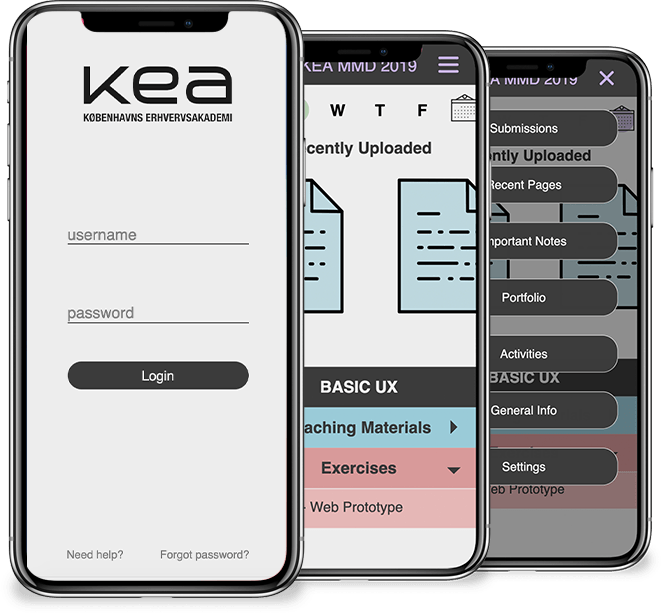 kea
KØBENHAVNS ERHVERVSAKADEMI
username
password
Login
Need help?
Forgot password?
KEA MMD 2019
W T F
cently Uploaded
BASIC UX
aching Materials
Exercises
- Web Prototype
EA MMD 2019
Submissions
ntly Uploaded
Recent Pages
mportant Notes
Portfolio
Activities
BASIC UX
General Info
Settings
eb Prototype